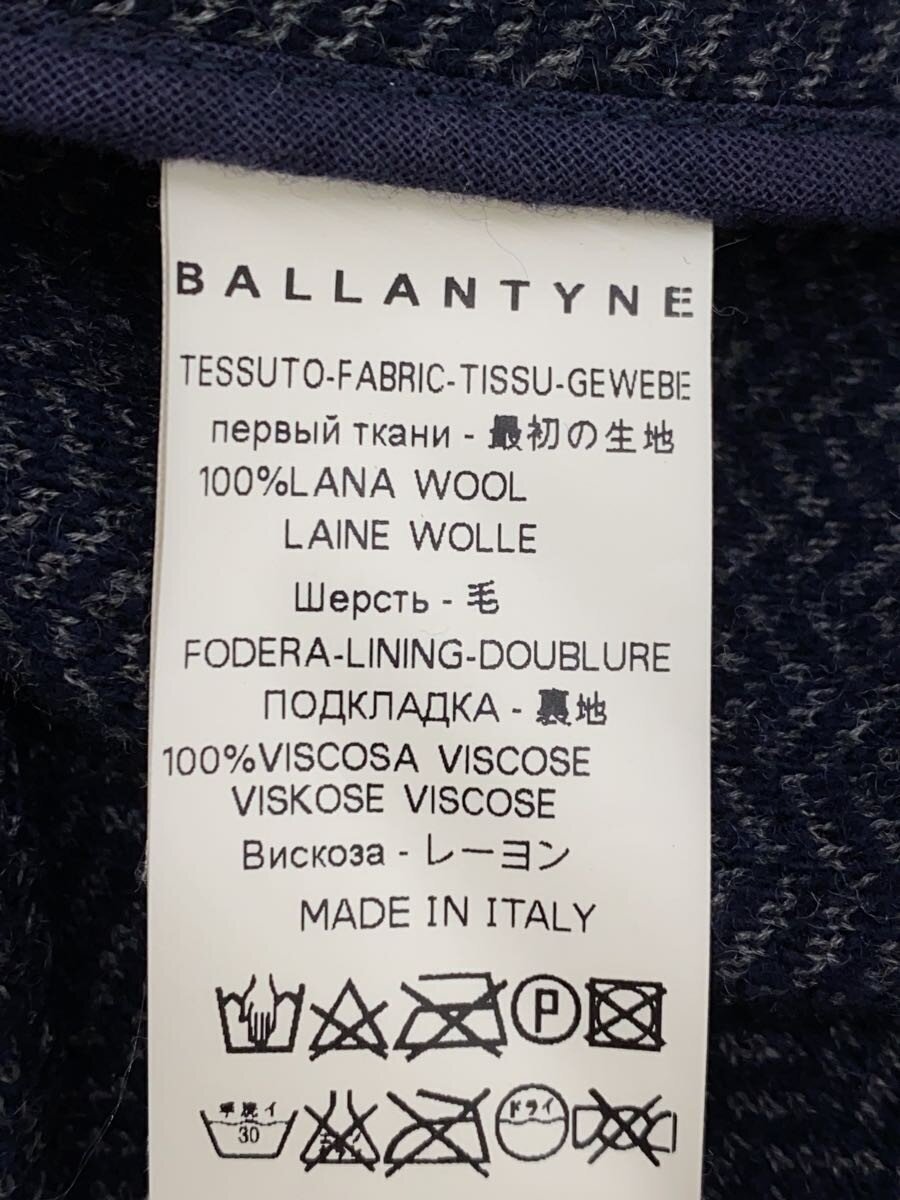 BALLANTYNE
TESSUTO-FABRIC-TISSU-GEWEBE
первый ткани - 最初の生地
100%LANA WOOL
LAINE WOLLE
Шерсть - 毛
FODERA-LINING-DOUBLURE
ПОДКЛАДКА - 裏地
100%VISCOSA VISCOSE
VISKOSE VISCOSE
Вискоза - レーヨン
MADE IN ITALY
P
手洗イ ドライ
30